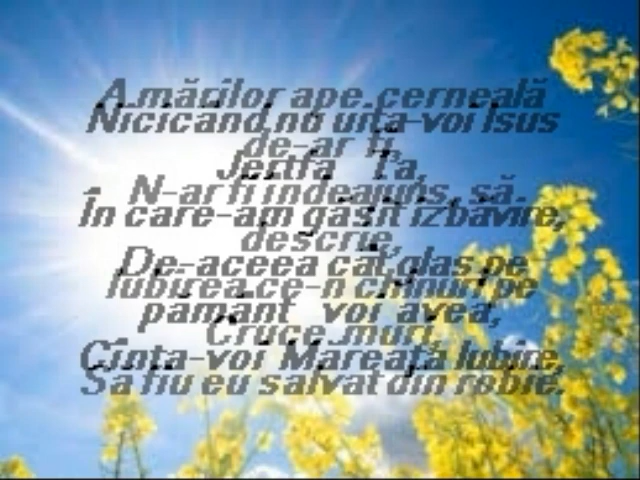 A mărilor ape cerneală
Nicicând nu uita-voi Isus
de-ar fi,
Jertfa Ta,
N-ar fi îndeajuns, să
În care-am găsit izbăvire,
descrie,
De-aceea cât glas pe
Iubirea ce-n chinuri pe
pământ voi avea,
Cruce muri,
Cînta-voi Măreața Iubire,
Să fiu eu salvat din robie.